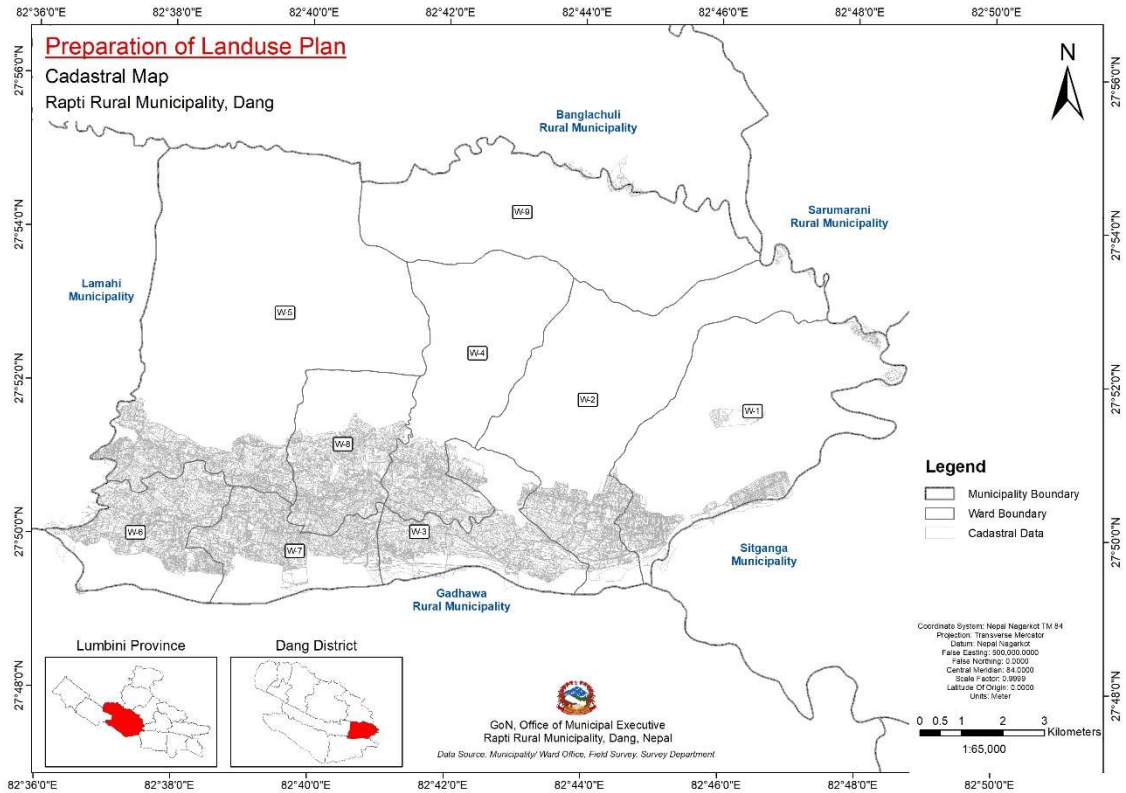 82°36'0"E 82°38'0"E 82°40'0"E 82°42'0"E 82°44'0"E 82°46'0"E 82°48'0"E 82°50'0"E
Preparation of Landuse Plan
Cadastral Map
Rapti Rural Municipality, Dang
N
27°56'0"N
27°56'0"N
Banglachuli
Rural Municipality
W-9
Sarumarani
Rural Municipality
27°54'0"N
27°54'0"N
Lamahi
Municipality
W-5
W-4
27°52'0"N
27°52'0"N
W-2
W-1
W-8
Legend
Municipality Boundary
Ward Boundary
Cadastral Data
27°50'0"N
27°50'0"N
W-6
W-7
W-3
Sitganga
Municipality
Gadhawa
Rural Municipality
Lumbini Province
Dang District
27°48'0"N
27°48'0"N
GoN, Office of Municipal Executive
Rapti Rural Municipality, Dang, Nepal
Data Source: Municipality/ Ward Office, Field Survey, Survey Department
Coordinate System: Nepal Nagarkot TM 84
Projection: Transverse Mercator
Datum: Nepal Nagarkot
False Easting: 500,000.0000
False Northing: 0.0000
Central Meridian: 84.0000
Scale Factor: 0.9999
Latitude Of Origin: 0.0000
Units: Meter
0 0.5 1 2 3 Kilometers
1:65,000
82°36'0"E 82°38'0"E 82°40'0"E 82°42'0"E 82°44'0"E 82°46'0"E 82°48'0"E 82°50'0"E